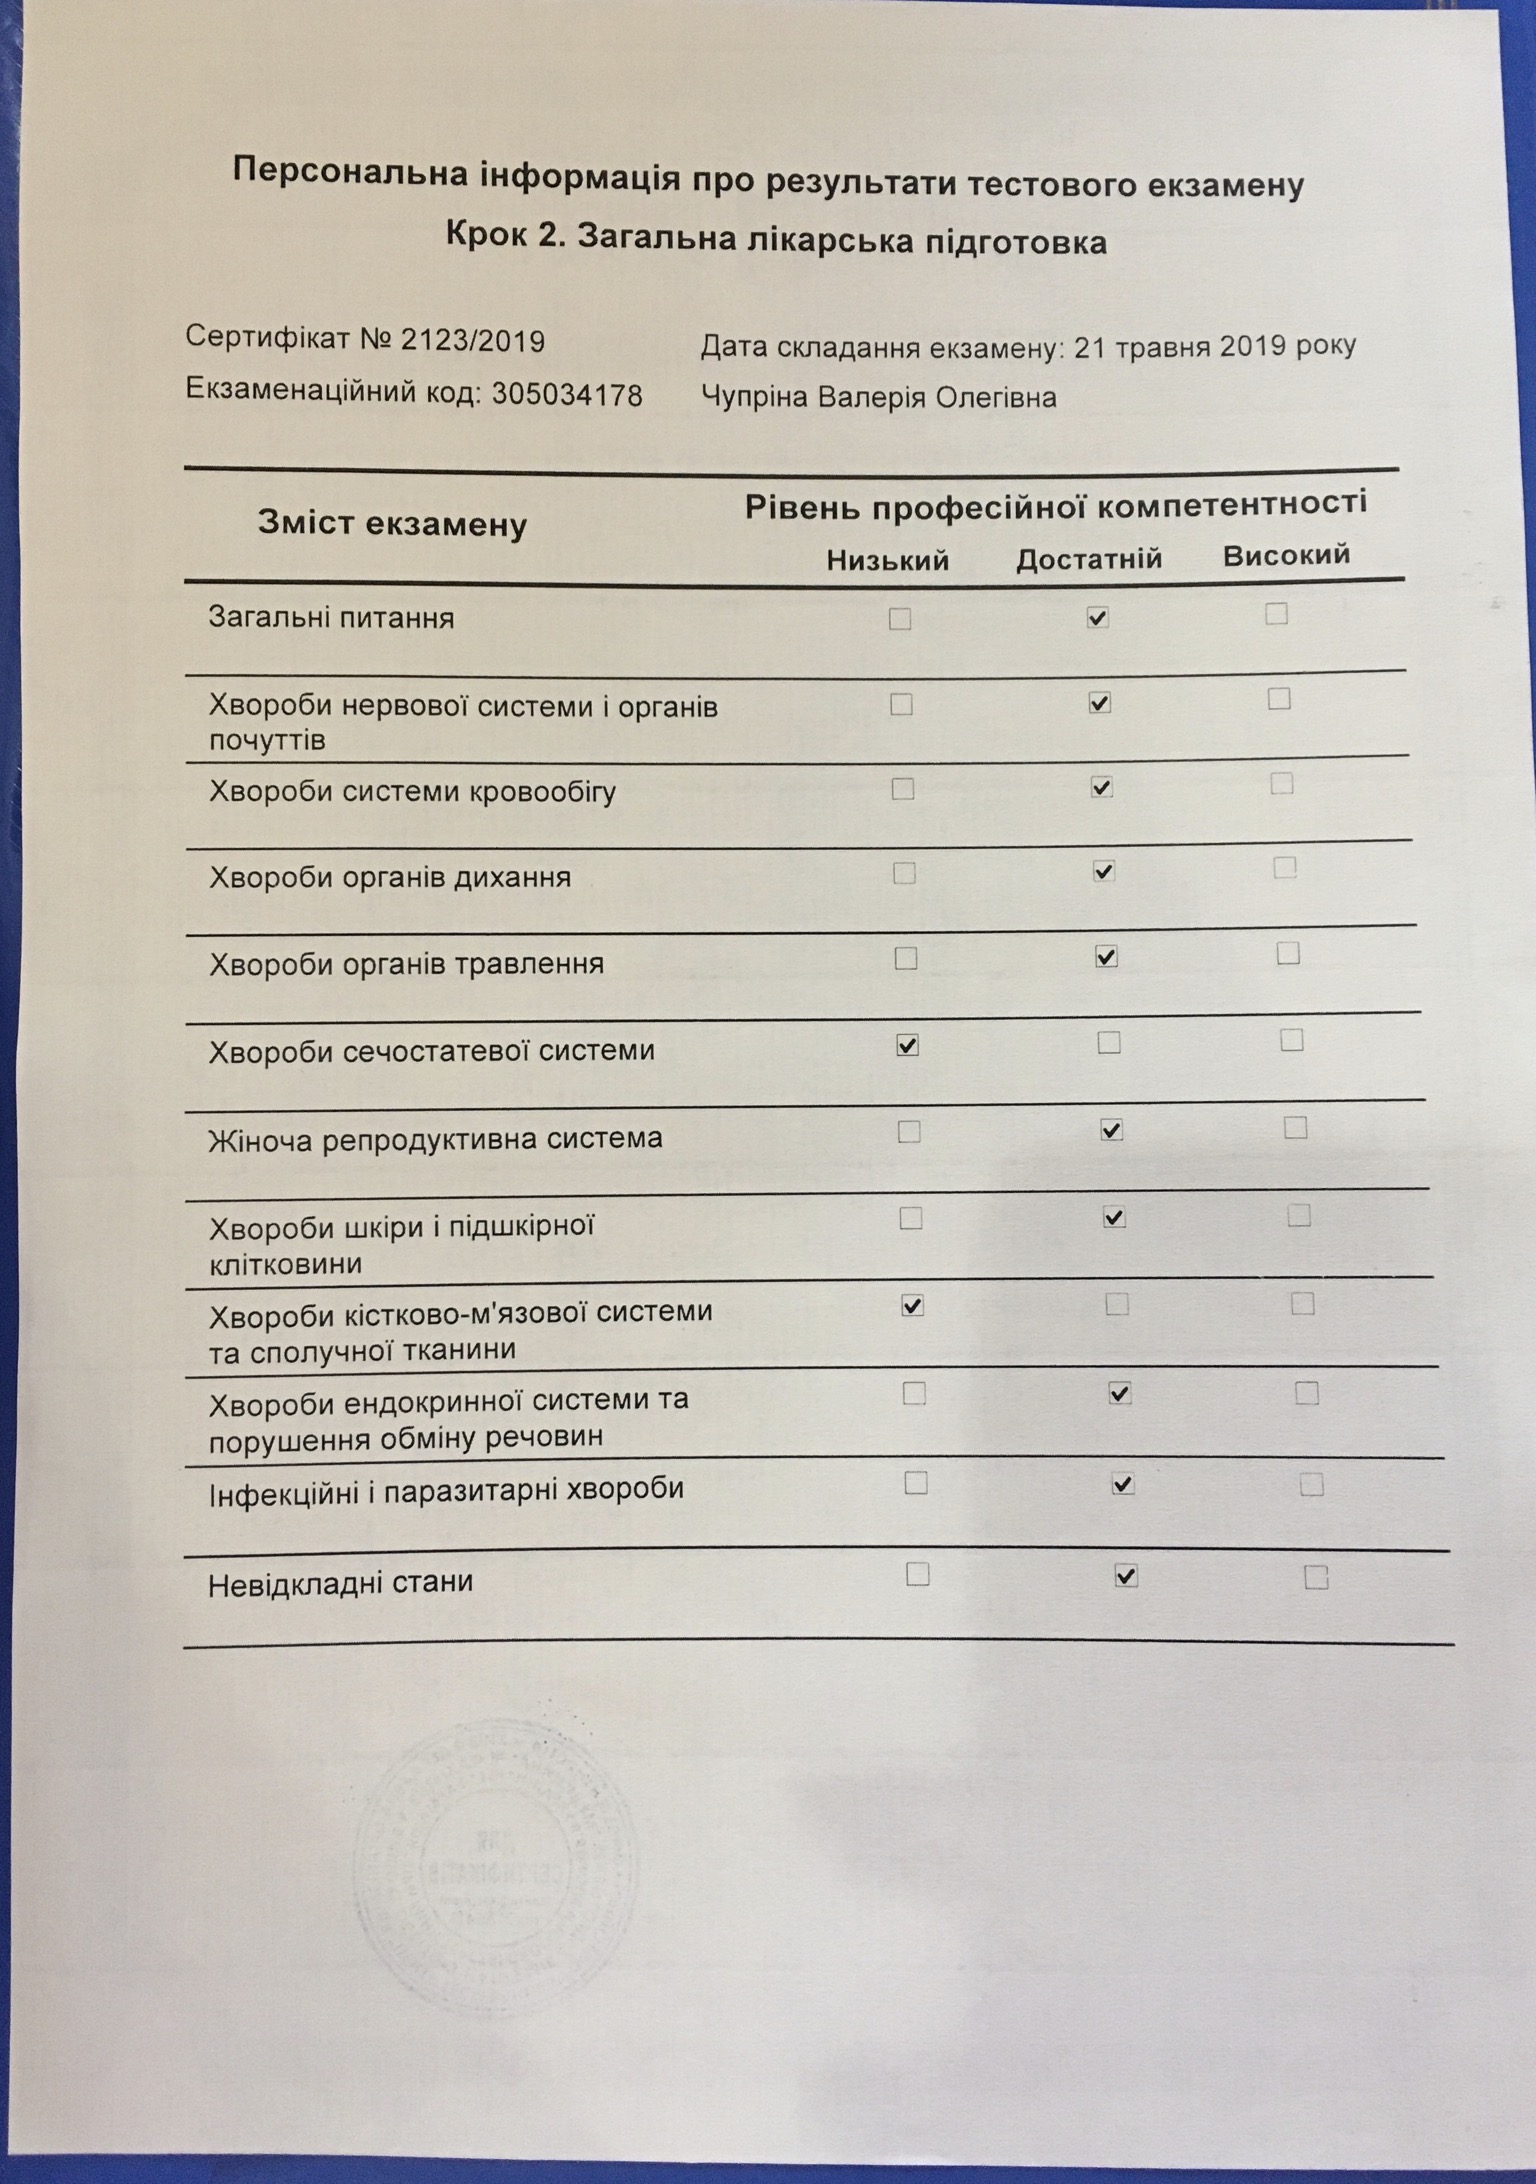 Персональна інформація про результати тестового екзамену
Крок 2. Загальна лікарська підготовка
Сертифікат № 2123/2019
Дата складання екзамену: 21 травня 2019 року
Екзаменаційний код: 305034178
Чупріна Валерія Олегівна
Зміст екзамену
Рівень професійної компетентності
Низький Достатній Високий
Загальні питання
Хвороби нервової системи і органів
почуттів
Хвороби системи кровообігу
Хвороби органів дихання
Хвороби органів травлення
Хвороби сечостатевої системи
Жіноча репродуктивна система
Хвороби шкіри і підшкірної
клітковини
Хвороби кістково-м'язової системи
та сполучної тканини
Хвороби ендокринної системи та
порушення обміну речовин
Інфекційні і паразитарні хвороби
Невідкладні стани